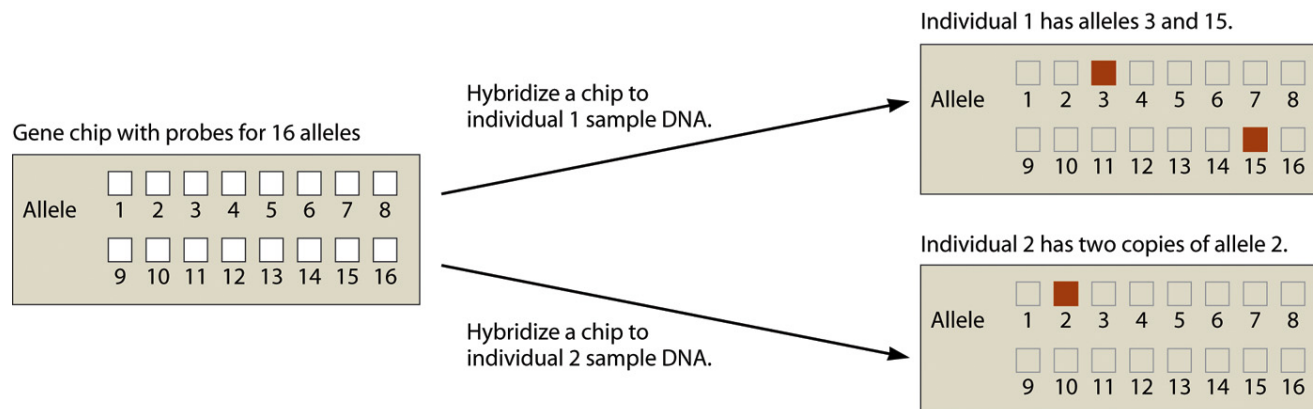 Gene chip with probes for 16 alleles
Allele
1 2 3 4 5 6 7 8
9 10 11 12 13 14 15 16
Hybridize a chip to
individual 1 sample DNA.
Hybridize a chip to
individual 2 sample DNA.
Individual 1 has alleles 3 and 15.
Allele
1 2 3 4 5 6 7 8
9 10 11 12 13 14 15 16
Individual 2 has two copies of allele 2.
Allele
1 2 3 4 5 6 7 8
9 10 11 12 13 14 15 16